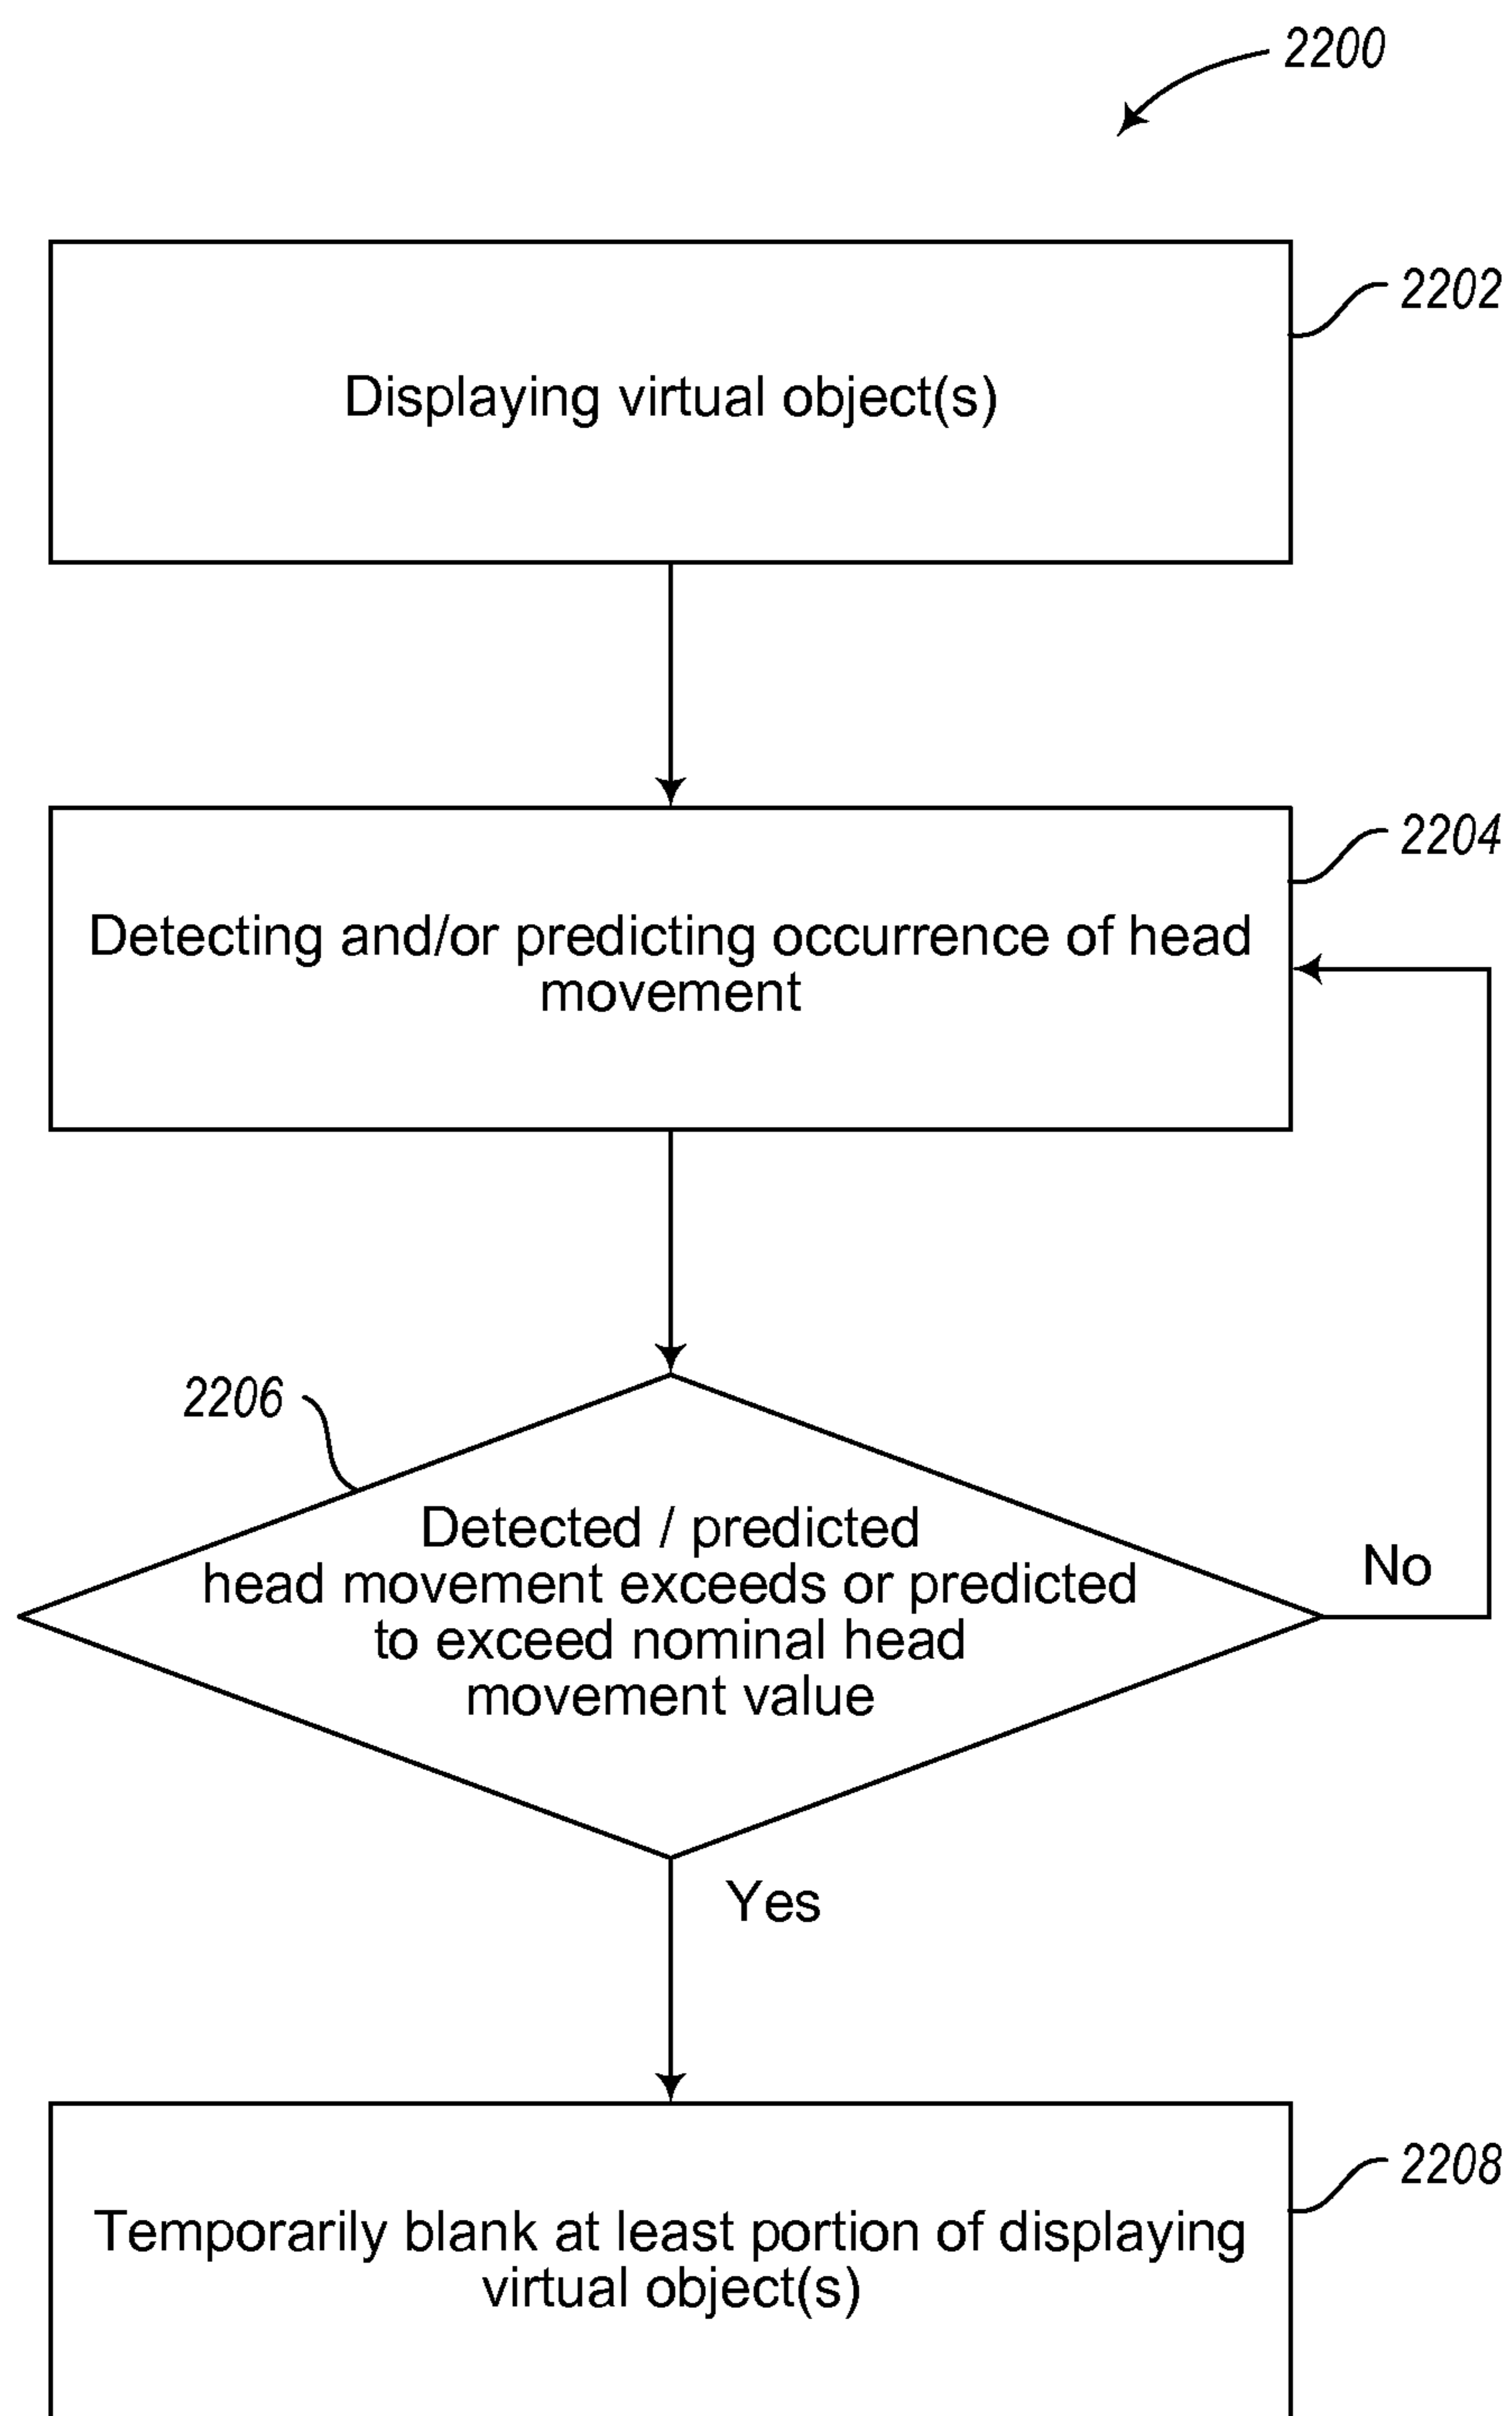 2200
2202
Displaying virtual object(s)
2204
Detecting and/or predicting occurrence of head
movement
2206
Detected / predicted
head movement exceeds or predicted
to exceed nominal head
movement value
No
Yes
2208
Temporarily blank at least portion of displaying
virtual object(s)